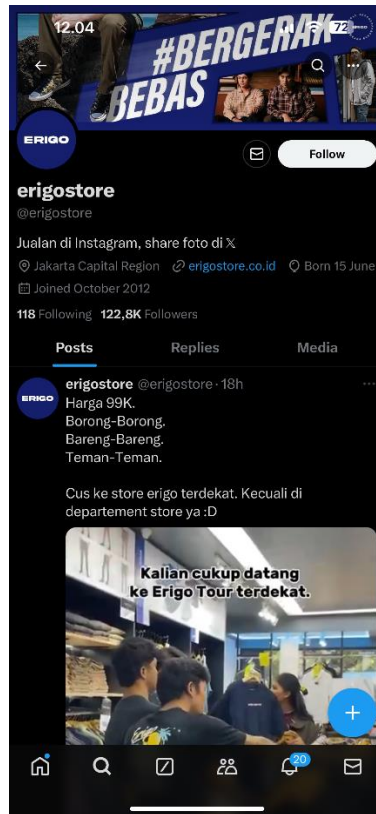 12.04
72
#BERGERAK
BEBAS
ERIGO
Follow
erigostore
@erigostore
Jualan di Instagram, share foto di 𝕏
Jakarta Capital Region erigostore.co.id Born 15 June
Joined October 2012
118 Following 122,8K Followers
Posts Replies Media
ERIGO
erigostore @erigostore · 18h
Harga 99K.
Borong-Borong.
Bareng-Bareng.
Teman-Teman.
Cus ke store erigo terdekat. Kecuali di
departement store ya :D
Kalian cukup datang
ke Erigo Tour terdekat.
20